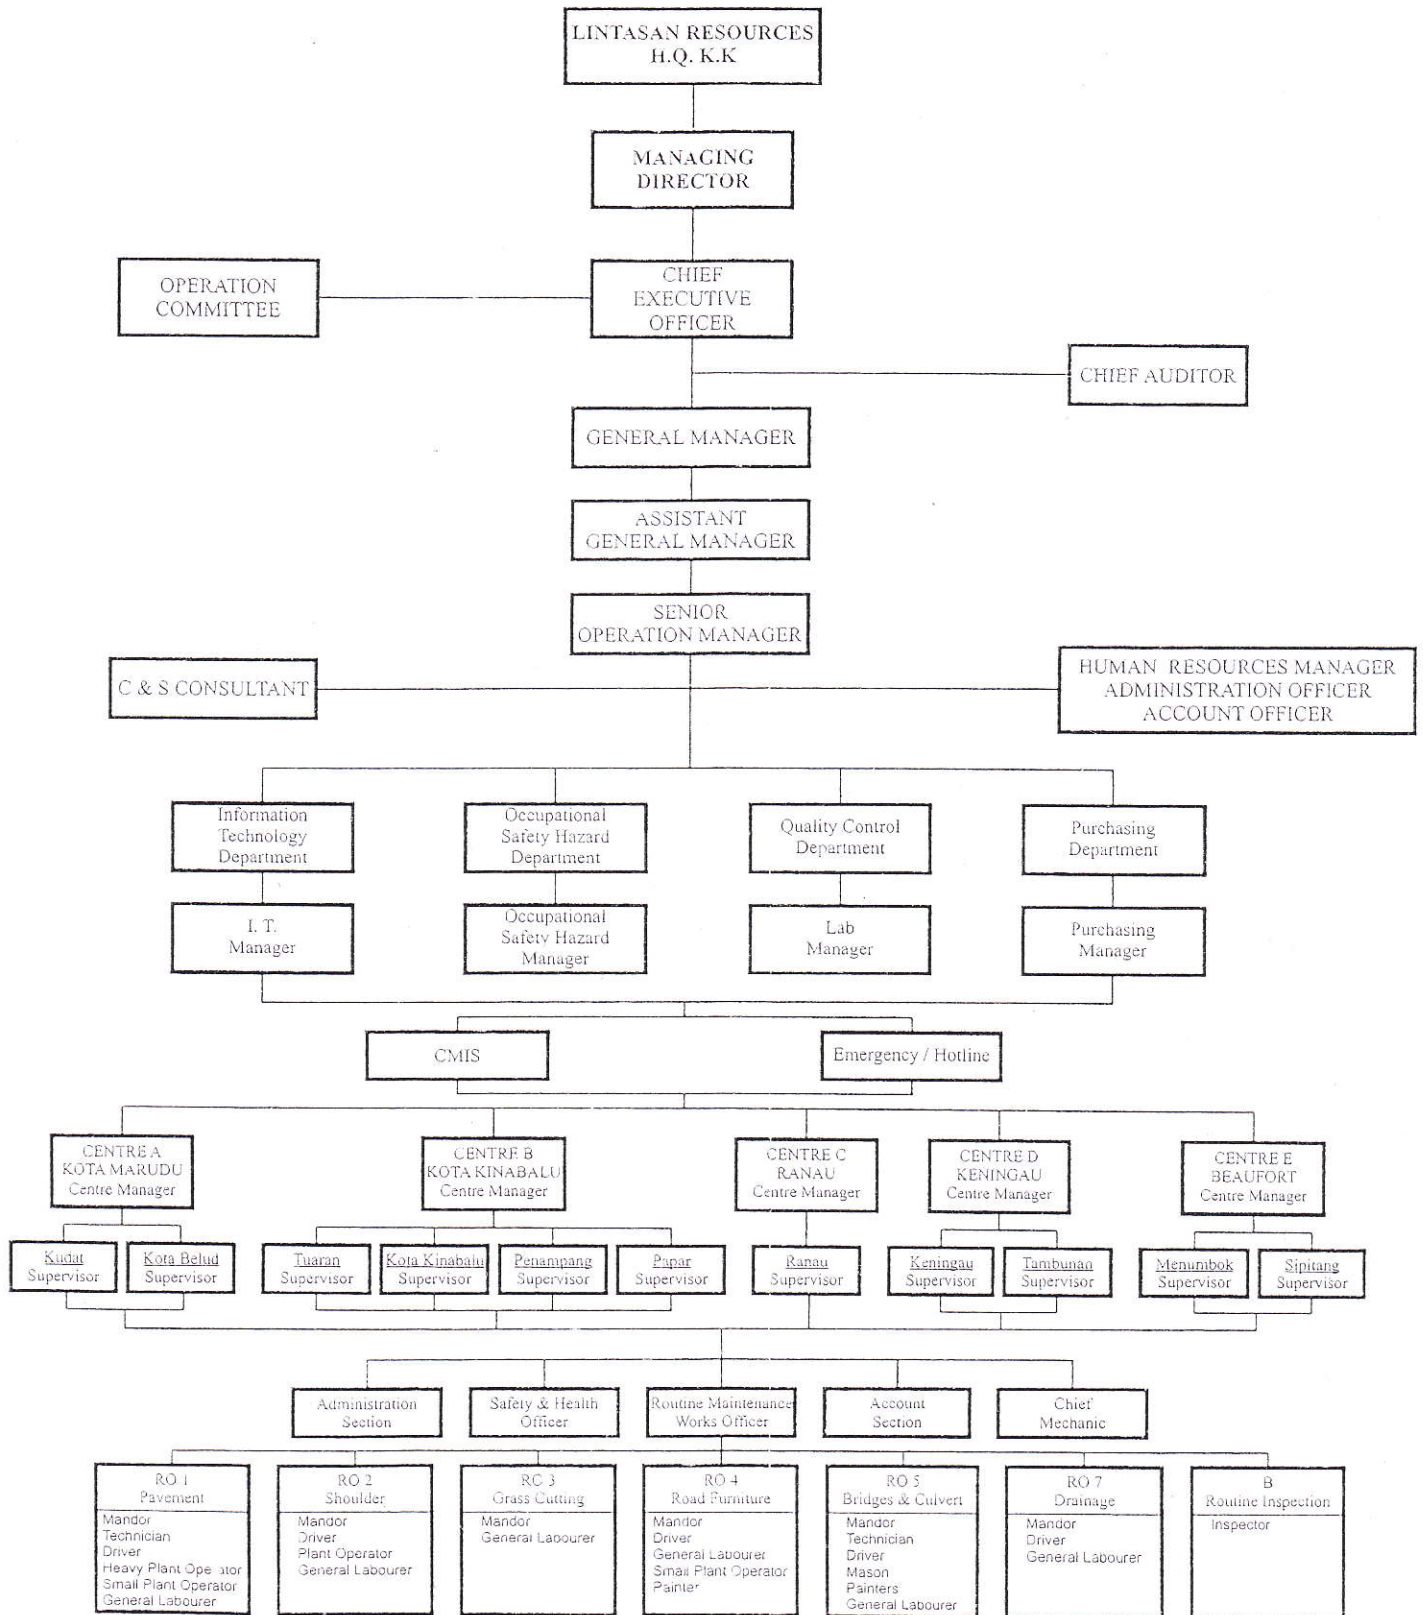 LINTASAN RESOURCES
H.Q. K.K
MANAGING
DIRECTOR
OPERATION
COMMITTEE
CHIEF
EXECUTIVE
OFFICER
CHIEF AUDITOR
GENERAL MANAGER
ASSISTANT
GENERAL MANAGER
SENIOR
OPERATION MANAGER
C & S CONSULTANT
HUMAN RESOURCES MANAGER
ADMINISTRATION OFFICER
ACCOUNT OFFICER
Information
Technology
Department
Occupational
Safety Hazard
Department
Quality Control
Department
Purchasing
Department
I. T.
Manager
Occupational
Safety Hazard
Manager
Lab
Manager
Purchasing
Manager
CMIS
Emergency / Hotline
CENTRE A
KOTA MARUDU
Centre Manager
CENTRE B
KOTA KINABALU
Centre Manager
CENTRE C
RANAU
Centre Manager
CENTRE D
KENINGAU
Centre Manager
CENTRE E
BEAUFORT
Centre Manager
Kudat
Supervisor
Kota Belud
Supervisor
Tuaran
Supervisor
Kota Kinabalu
Supervisor
Penampang
Supervisor
Papar
Supervisor
Ranau
Supervisor
Keningau
Supervisor
Tambunan
Supervisor
Menumbok
Supervisor
Sipitang
Supervisor
Administration
Section
Safety & Health
Officer
Routine Maintenance
Works Officer
Account
Section
Chief
Mechanic
RO 1
Pavement
Mandor
Technician
Driver
Heavy Plant Operator
Small Plant Operator
General Labourer
RO 2
Shoulder
Mandor
Driver
Plant Operator
General Labourer
RO 3
Grass Cutting
Mandor
General Labourer
RO 4
Road Furniture
Mandor
Driver
General Labourer
Small Plant Operator
Painter
RO 5
Bridges & Culvert
Mandor
Technician
Driver
Mason
Painters
General Labourer
RO 7
Drainage
Mandor
Driver
General Labourer
B
Routine Inspection
Inspector